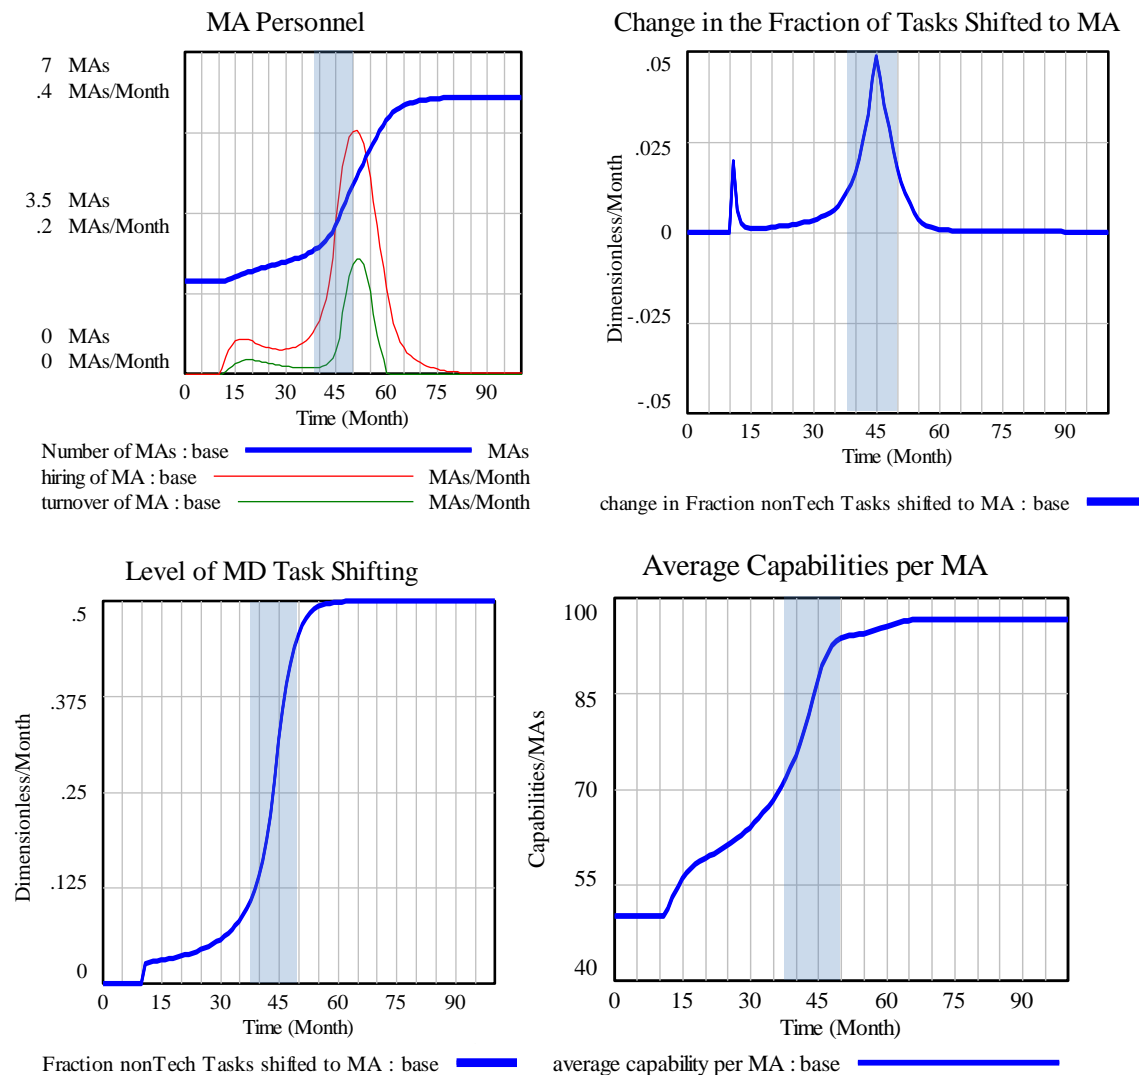 MA Personnel
7 MAs
.4 MAs/Month
3.5 MAs
.2 MAs/Month
0 MAs
0 MAs/Month
0 15 30 45 60 75 90
Time (Month)
Number of MAs : base MAs
hiring of MA : base MAs/Month
turnover of MA : base MAs/Month
Change in the Fraction of Tasks Shifted to MA
Dimensionless/Month
.05
.025
0
-.025
-.05
0 15 30 45 60 75 90
Time (Month)
change in Fraction nonTech Tasks shifted to MA : base
Level of MD Task Shifting
Dimensionless/Month
.5
.375
.25
.125
0
0 15 30 45 60 75 90
Time (Month)
Fraction nonTech Tasks shifted to MA : base
Average Capabilities per MA
Capabilities/MAs
100
85
70
55
40
0 15 30 45 60 75 90
Time (Month)
average capability per MA : base